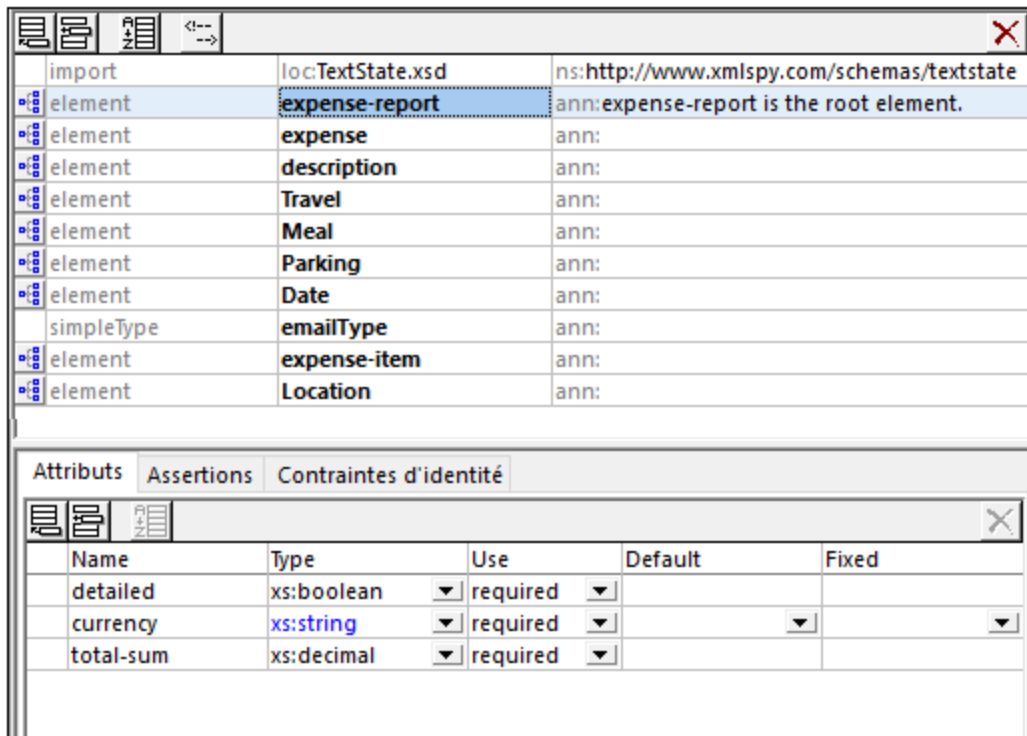 import loc:TextState.xsd ns:http://www.xmlspy.com/schemas/textstate
element expense-report ann:expense-report is the root element.
element expense ann:
element description ann:
element Travel ann:
element Meal ann:
element Parking ann:
element Date ann:
simpleType emailType ann:
element expense-item ann:
element Location ann:
Attributs Assertions Contraintes d'identité
Name Type Use Default Fixed
detailed xs:boolean required
currency xs:string required
total-sum xs:decimal required